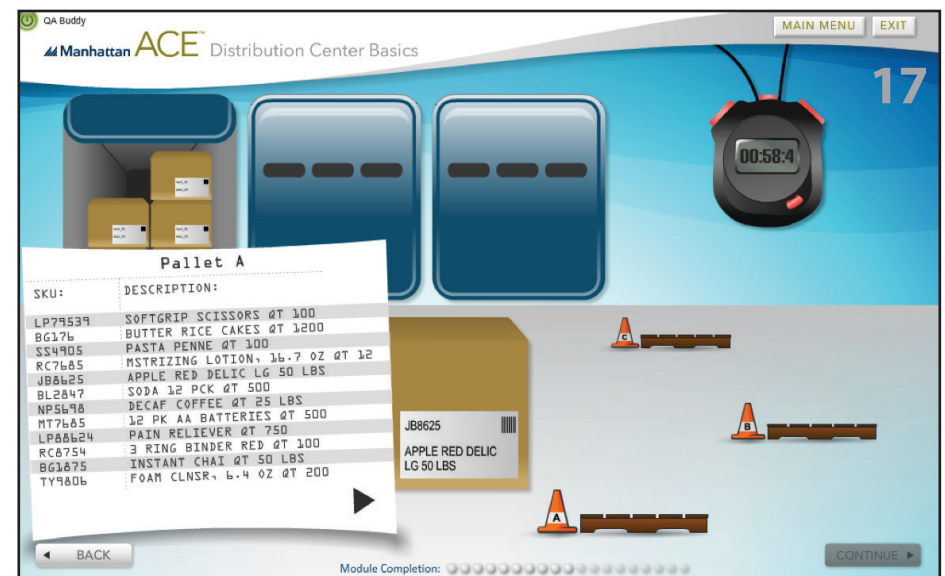 QA Buddy
MAIN MENU
EXIT
Manhattan ACE™ Distribution Center Basics
17
00:58:4
Pallet A
SKU: DESCRIPTION:
LP79539 SOFTGRIP SCISSORS QT 100
BG176 BUTTER RICE CAKES QT 1200
SS4905 PASTA PENNE QT 100
RC7685 MSTRIZING LOTION, 16.7 OZ QT 12
JB8625 APPLE RED DELIC LG 50 LBS
BL2847 SODA 12 PCK QT 500
NP5698 DECAF COFFEE QT 25 LBS
MT7685 12 PK AA BATTERIES QT 500
LP88624 PAIN RELIEVER QT 750
RC8754 3 RING BINDER RED QT 100
BG1875 INSTANT CHAI QT 50 LBS
TY9806 FOAM CLNSR, 6.4 OZ QT 200
JB8625
APPLE RED DELIC
LG 50 LBS
C
B
A
BACK
CONTINUE
Module Completion: